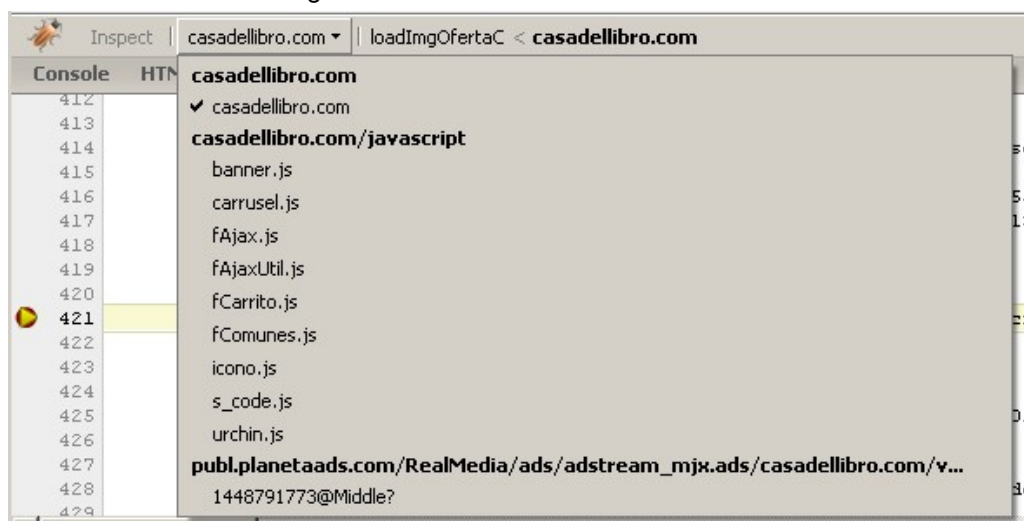 Inspect casadellibro.com loadImgOfertaC < casadellibro.com
Console
casadellibro.com
412
casadellibro.com
413
casadellibro.com/javascript
414
415
banner.js
416
carrusel.js
417
418
fAjax.js
419
fAjaxUtil.js
420
fCarrito.js
421
422
fComunes.js
423
icono.js
424
s_code.js
425
426
urchin.js
427
publ.planetaads.com/RealMedia/ads/adstream_mjx.ads/casadellibro.com/v...
428
1448791773@Middle?
429